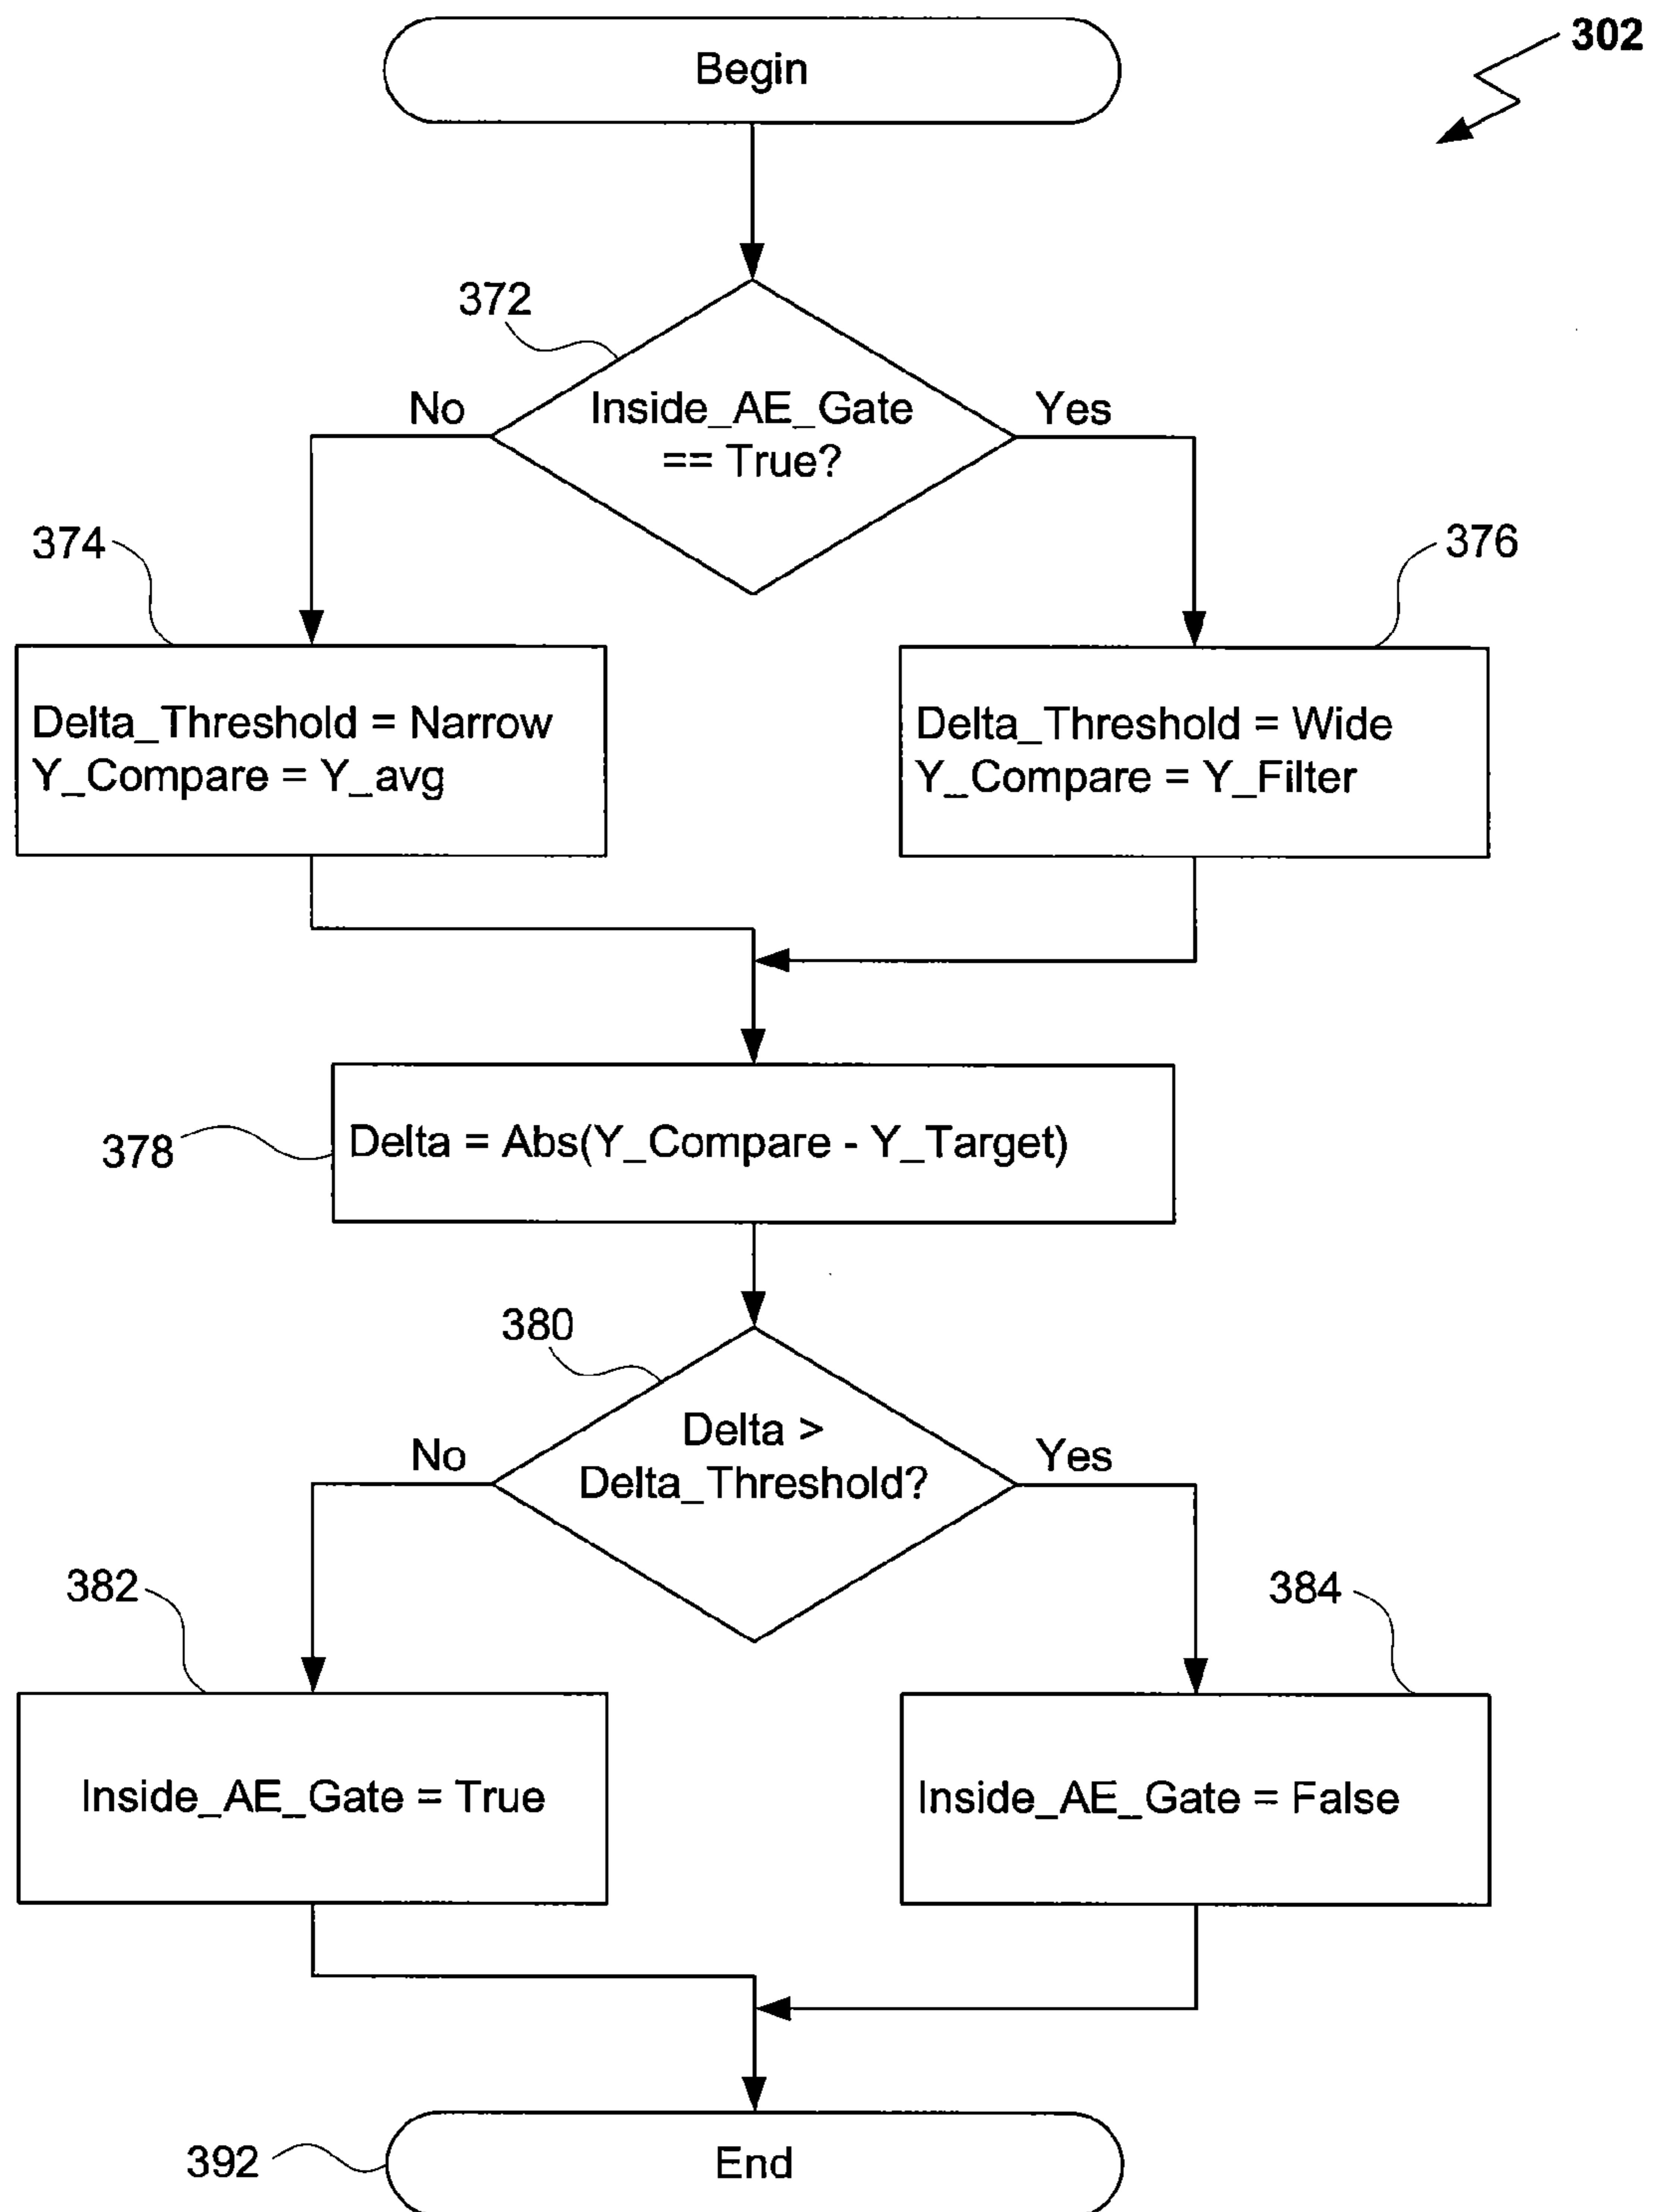 302
Begin
372
No
Inside_AE_Gate
== True?
Yes
374
376
Delta_Threshold = Narrow
Y_Compare = Y_avg
Delta_Threshold = Wide
Y_Compare = Y_Filter
378
Delta = Abs(Y_Compare - Y_Target)
380
No
Delta >
Delta_Threshold?
Yes
382
384
Inside_AE_Gate = True
Inside_AE_Gate = False
392
End